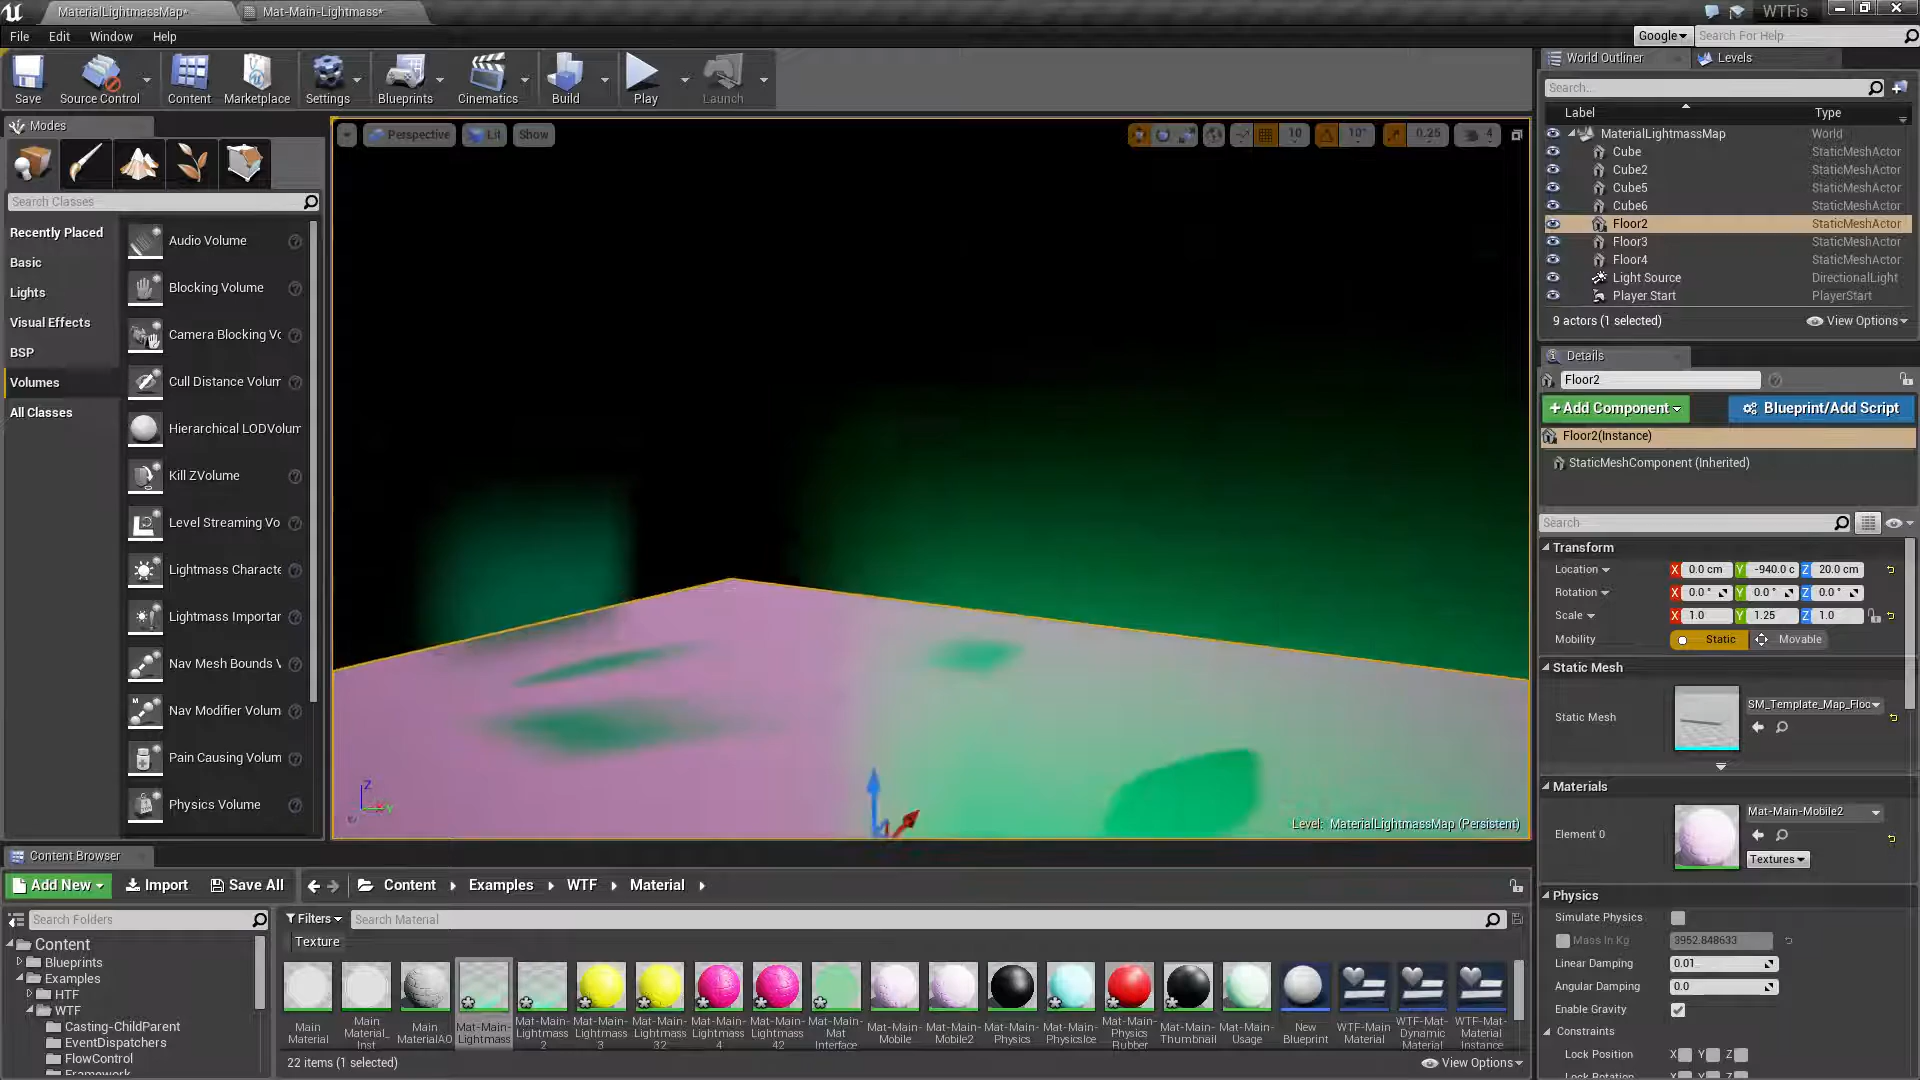 MaterialLightmassMap*
Mat-Main-Lightmass*
WTFis
File Edit Window Help
Google
Search For Help
Save
Source Control
Content
Marketplace
Settings
Blueprints
Cinematics
Build
Play
Launch
Modes
Search Classes
Recently Placed
Basic
Lights
Visual Effects
BSP
Volumes
All Classes
Audio Volume
Blocking Volume
Camera Blocking Vc
Cull Distance Volum
Hierarchical LODVolum
Kill ZVolume
Level Streaming Vo
Lightmass Characte
Lightmass Importar
Nav Mesh Bounds V
Nav Modifier Volum
Pain Causing Volum
Physics Volume
Perspective
Lit
Show
10
10°
0.25
4
Z
Level: MaterialLightmassMap (Persistent)
World Outliner
Levels
Search...
Label Type
MaterialLightmassMap World
Cube StaticMeshActor
Cube2 StaticMeshActor
Cube5 StaticMeshActor
Cube6 StaticMeshActor
Floor2 StaticMeshActor
Floor3 StaticMeshActor
Floor4 StaticMeshActor
Light Source DirectionalLight
Player Start PlayerStart
9 actors (1 selected)
View Options
Details
Floor2
+Add Component
Blueprint/Add Script
Floor2(Instance)
StaticMeshComponent (Inherited)
Search
Transform
Location X 0.0 cm Y -940.0 c Z 20.0 cm
Rotation X 0.0 ° Y 0.0 ° Z 0.0 °
Scale X 1.0 Y 1.25 Z 1.0
Mobility Static Movable
Static Mesh
Static Mesh
SM_Template_Map_Floc
Materials
Element 0
Mat-Main-Mobile2
Textures
Physics
Simulate Physics
Mass In Kg 3952.848633
Linear Damping 0.01
Angular Damping 0.0
Enable Gravity
Constraints
Lock Position X Y Z
Lock Rotation X Y Z
Content Browser
Add New
Import
Save All
Content
Examples
WTF
Material
Search Folders
Content
Blueprints
Examples
HTF
WTF
Casting-ChildParent
EventDispatchers
FlowControl
Framework
Filters
Search Material
Texture
Main Material
Main Material_ Inst
Main MaterialAO
Mat-Main-Lightmass
Mat-Main-Lightmass 2
Mat-Main-Lightmass 3
Mat-Main-Lightmass 32
Mat-Main-Lightmass 4
Mat-Main-Lightmass 42
Mat-Main-Mat Interface
Mat-Main-Mobile
Mat-Main-Mobile2
Mat-Main-Physics
Mat-Main-PhysicsIce
Mat-Main-Physics Rubber
Mat-Main-Thumbnail
Mat-Main-Usage
New Blueprint
WTF-Main Material
WTF-Mat-Dynamic Material
WTF-Mat-Material Instance
22 items (1 selected)
View Options